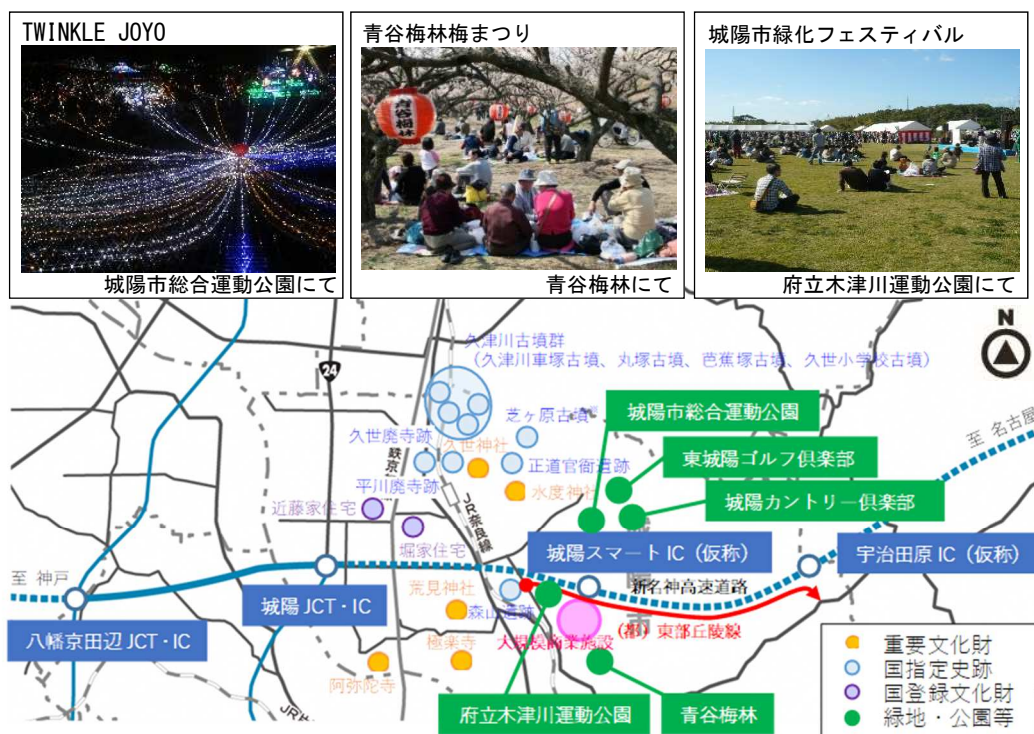 TWINKLE JOYO
城陽市総合運動公園にて
青谷梅林梅まつり
青谷梅林
青谷梅林にて
城陽市緑化フェスティバル
府立木津川運動公園にて
N
24
久津川古墳群
（久津川車塚古墳、丸塚古墳、芭蕉塚古墳、久世小学校古墳）
芝ヶ原古墳
城陽市総合運動公園
至 名古屋
久世廃寺跡
久世神社
正道官衙遺跡
東城陽ゴルフ倶楽部
平川廃寺跡
水度神社
城陽カントリー倶楽部
近藤家住宅
JR奈良線
堀家住宅
城陽スマート IC（仮称）
宇治田原 IC（仮称）
至 神戸
荒見神社
新名神高速道路
城陽 JCT・IC
森山遺跡
市
八幡京田辺 JCT・IC
大規模商業施設
（都）東部丘陵線
極楽寺
阿弥陀寺
府立木津川運動公園
青谷梅林
重要文化財
国指定史跡
国登録文化財
緑地・公園等